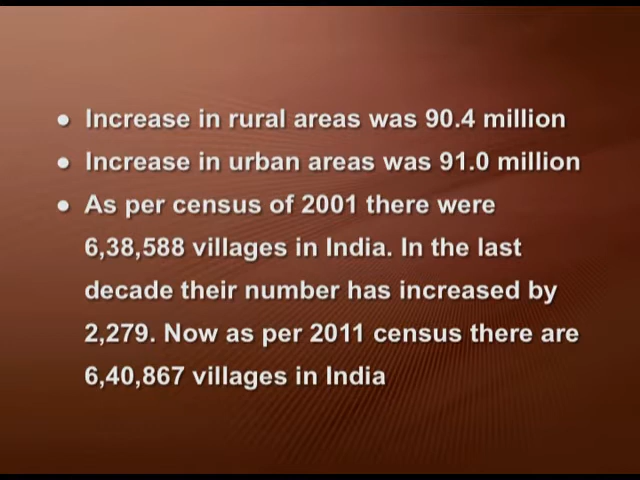 • Increase in rural areas was 90.4 million
• Increase in urban areas was 91.0 million
• As per census of 2001 there were
6,38,588 villages in India. In the last
decade their number has increased by
2,279. Now as per 2011 census there are
6,40,867 villages in India